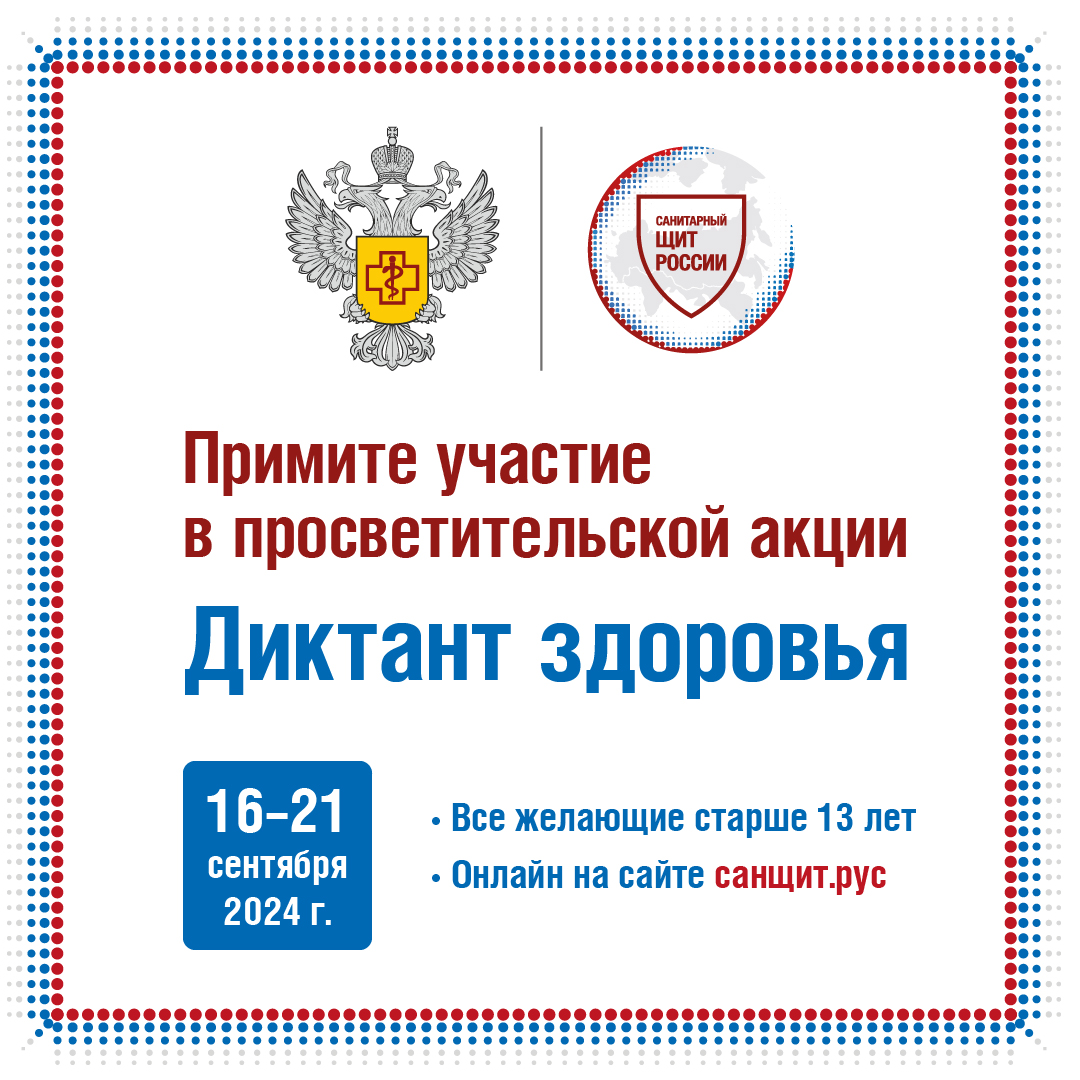 САНИТАРНЫЙ
ЩИТ
РОССИИ
Примите участие
в просветительской акции
Диктант здоровья
16–21
сентября
2024 г.
• Все желающие старше 13 лет
• Онлайн на сайте санщит.рус